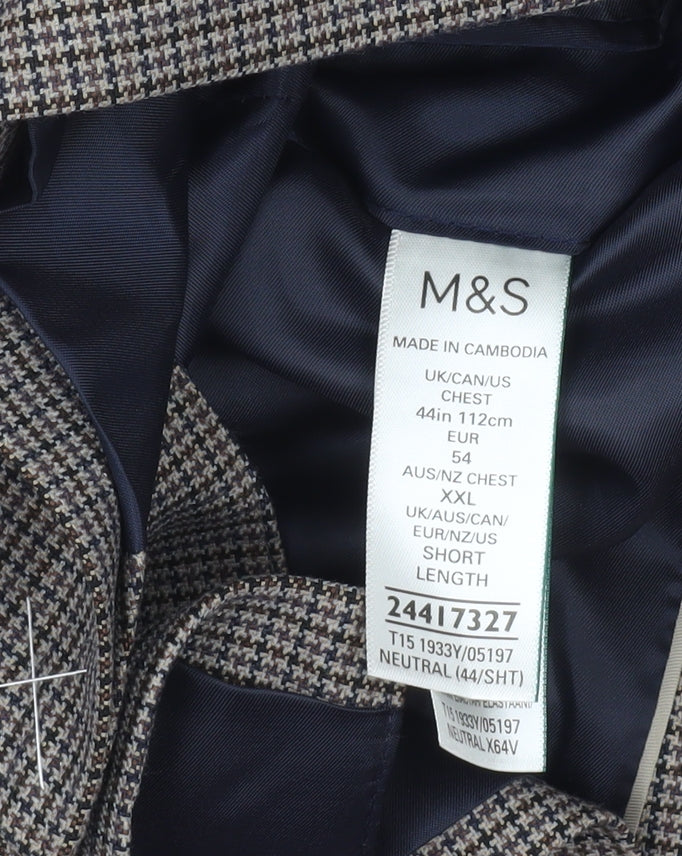 M&S
MADE IN CAMBODIA
UK/CAN/US
CHEST
44in 112cm
EUR
54
AUS/NZ CHEST
XXL
UK/AUS/CAN/
EUR/NZ/US
SHORT
LENGTH
24417327
T15 1933Y/05197
NEUTRAL (44/SHT)
T15 1933Y/05197
NEUTRAL X64V